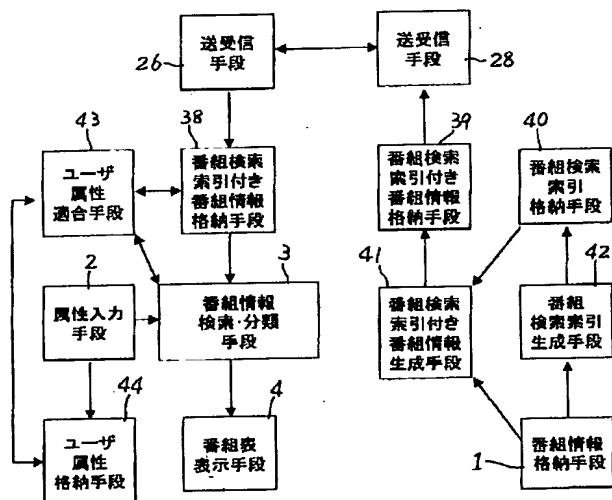 26
送受信
手段
送受信
手段
28
43
ユーザ
属性
適合手段
38
番組検索
索引付き
番組情報
格納手段
39
番組検索
索引付き
番組情報
格納手段
40
番組検索
索引
格納手段
2
属性入力
手段
3
番組情報
検索・分類
手段
41
番組検索
索引付き
番組情報
生成手段
42
番組
検索索引
生成手段
44
ユーザ
属性
格納手段
4
番組表
表示手段
1
番組情報
格納手段